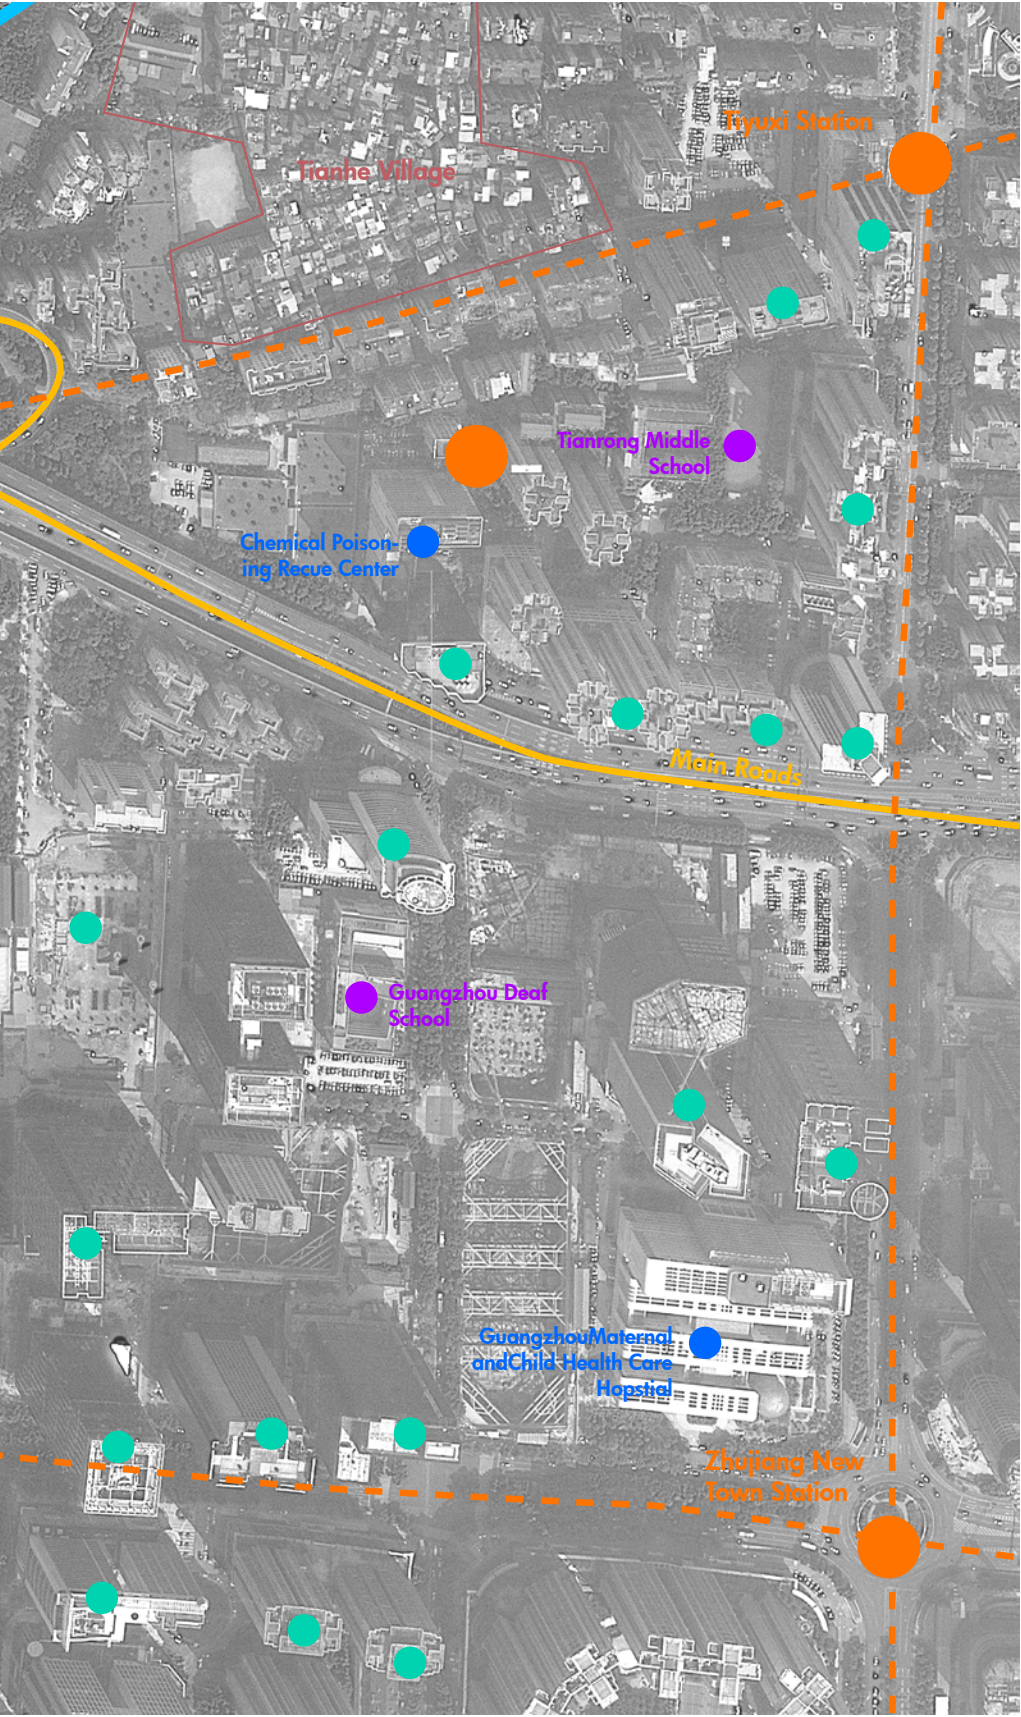 Tiyuxi Station
Tianhe Village
Tianrong Middle
School
Chemical Poison-
ing Recue Center
Main Roads
Guangzhou Deaf
School
GuangzhouMaternal
andChild Health Care
Hopstial
Zhujiang New
Town Station